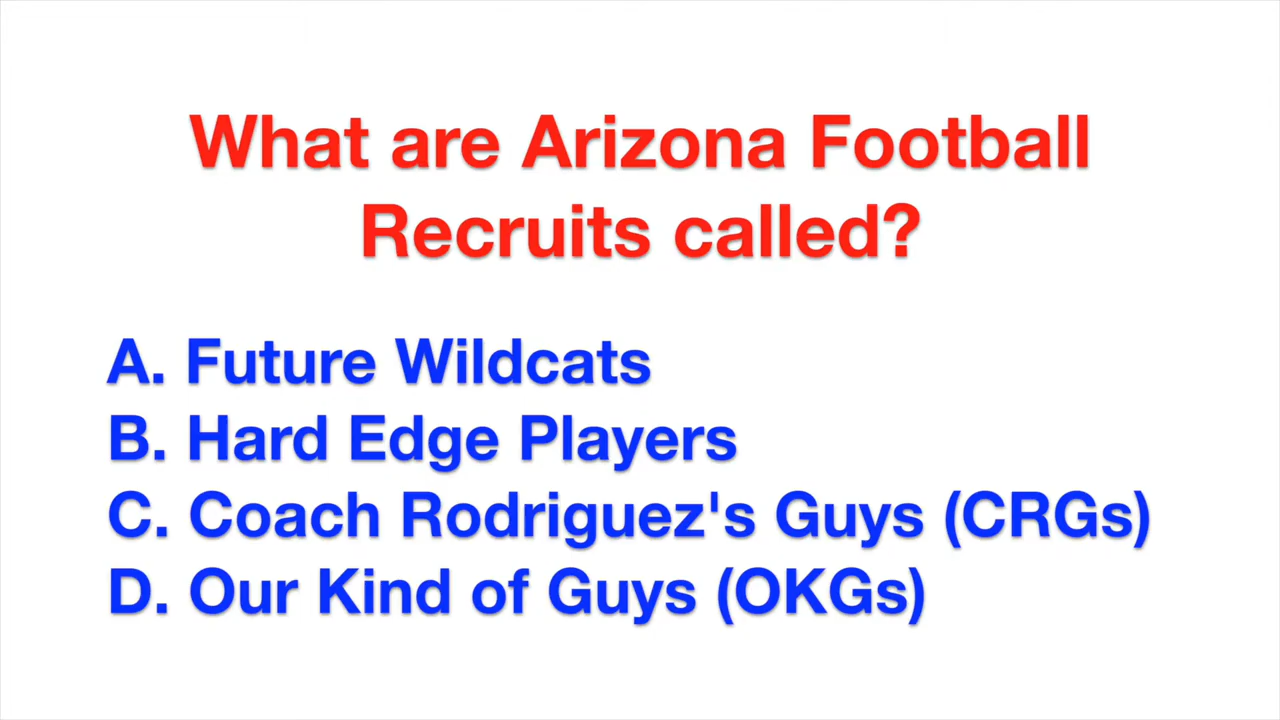 What are Arizona Football
Recruits called?
A. Future Wildcats
B. Hard Edge Players
C. Coach Rodriguez's Guys (CRGs)
D. Our Kind of Guys (OKGs)